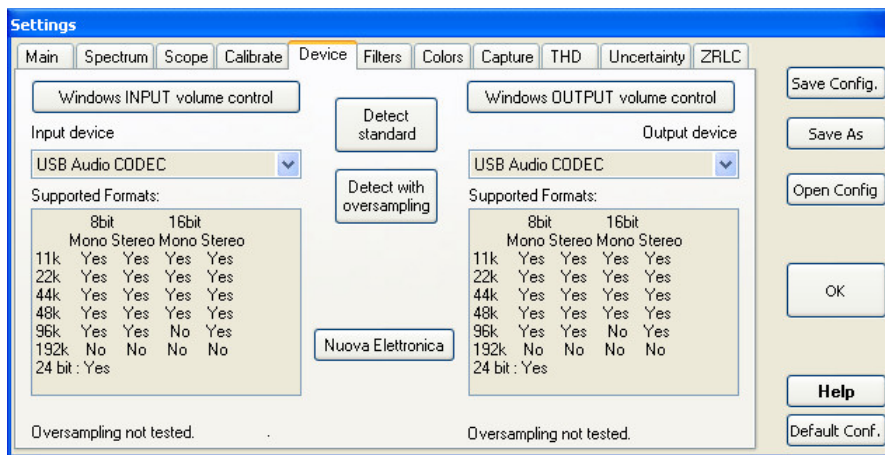 Settings
Main Spectrum Scope Calibrate Device Filters Colors Capture THD Uncertainty ZRLC
Windows INPUT volume control
Input device
USB Audio CODEC
Supported Formats:
8bit 16bit
Mono Stereo Mono Stereo
11k Yes Yes Yes Yes
22k Yes Yes Yes Yes
44k Yes Yes Yes Yes
48k Yes Yes Yes Yes
96k Yes Yes No Yes
192k No No No No
24 bit : Yes
Oversampling not tested. .
Detect
standard
Detect with
oversampling
Nuova Elettronica
Windows OUTPUT volume control
Output device
USB Audio CODEC
Supported Formats:
8bit 16bit
Mono Stereo Mono Stereo
11k Yes Yes Yes Yes
22k Yes Yes Yes Yes
44k Yes Yes Yes Yes
48k Yes Yes Yes Yes
96k Yes Yes No Yes
192k No No No No
24 bit : Yes
Oversampling not tested.
Save Config.
Save As
Open Config
OK
Help
Default Conf.